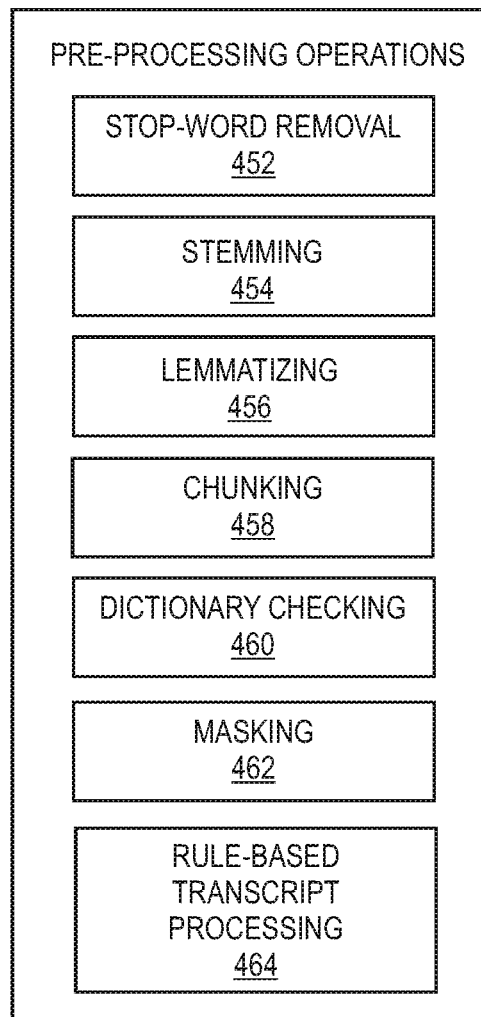 PRE-PROCESSING OPERATIONS
STOP-WORD REMOVAL
452
STEMMING
454
LEMMATIZING
456
CHUNKING
458
DICTIONARY CHECKING
460
MASKING
462
RULE-BASED
TRANSCRIPT
PROCESSING
464